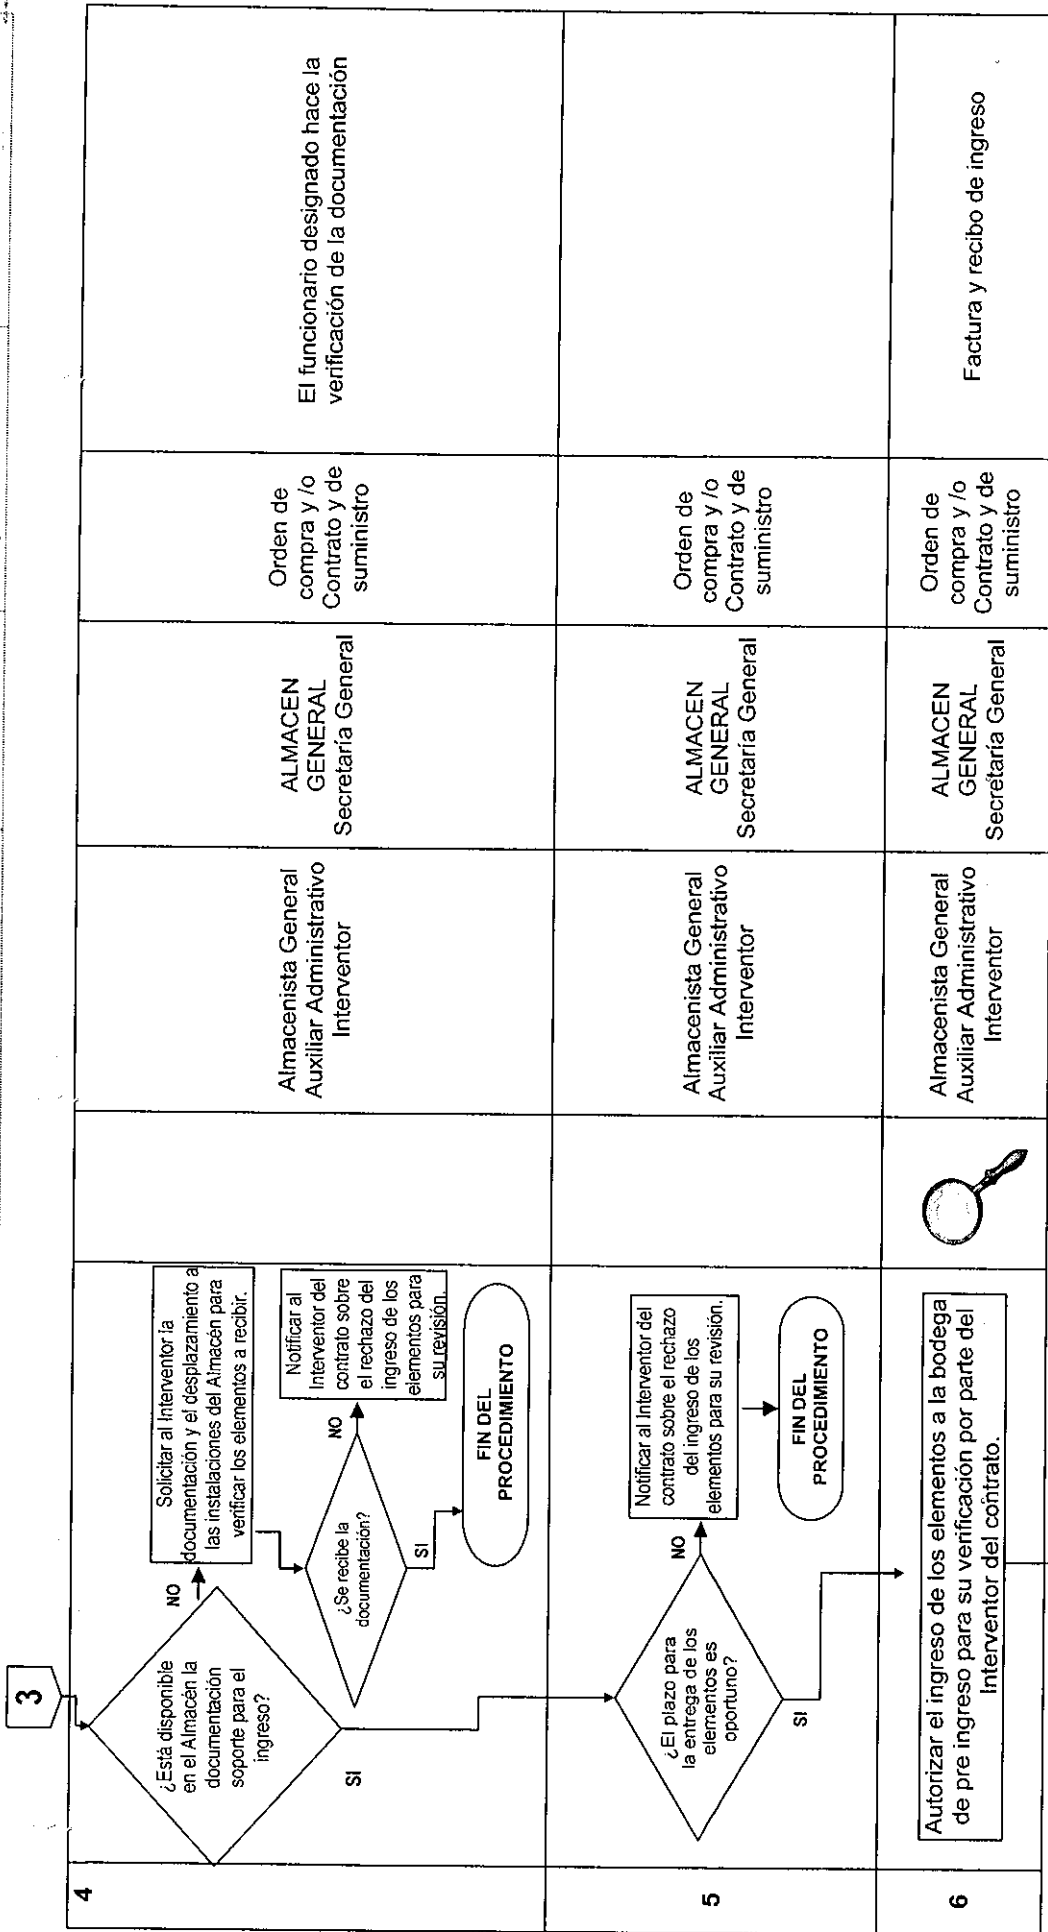 3
4
¿Está disponible
en el Almacén la
documentación
soporte para el
ingreso?
NO
SI
Solicitar al Interventor la
documentación y el desplazamiento a
las instalaciones del Almacén para
verificar los elementos a recibir.
¿Se recibe la
documentación?
NO
SI
Notificar al
Interventor del
contrato sobre
el rechazo del
ingreso de los
elementos para
su revisión.
FIN DEL
PROCEDIMIENTO
Almacenista General
Auxiliar Administrativo
Interventor
ALMACEN
GENERAL
Secretaría General
Orden de
compra y /o
Contrato y de
suministro
El funcionario designado hace la
verificación de la documentación
5
¿El plazo para
la entrega de los
elementos es
oportuno?
NO
SI
Notificar al Interventor del
contrato sobre el rechazo
del ingreso de los
elementos para su revisión.
FIN DEL
PROCEDIMIENTO
Almacenista General
Auxiliar Administrativo
Interventor
ALMACEN
GENERAL
Secretaría General
Orden de
compra y /o
Contrato y de
suministro
6
Autorizar el ingreso de los elementos a la bodega
de pre ingreso para su verificación por parte del
Interventor del contrato.
Almacenista General
Auxiliar Administrativo
Interventor
ALMACEN
GENERAL
Secretaría General
Orden de
compra y /o
Contrato y de
suministro
Factura y recibo de ingreso